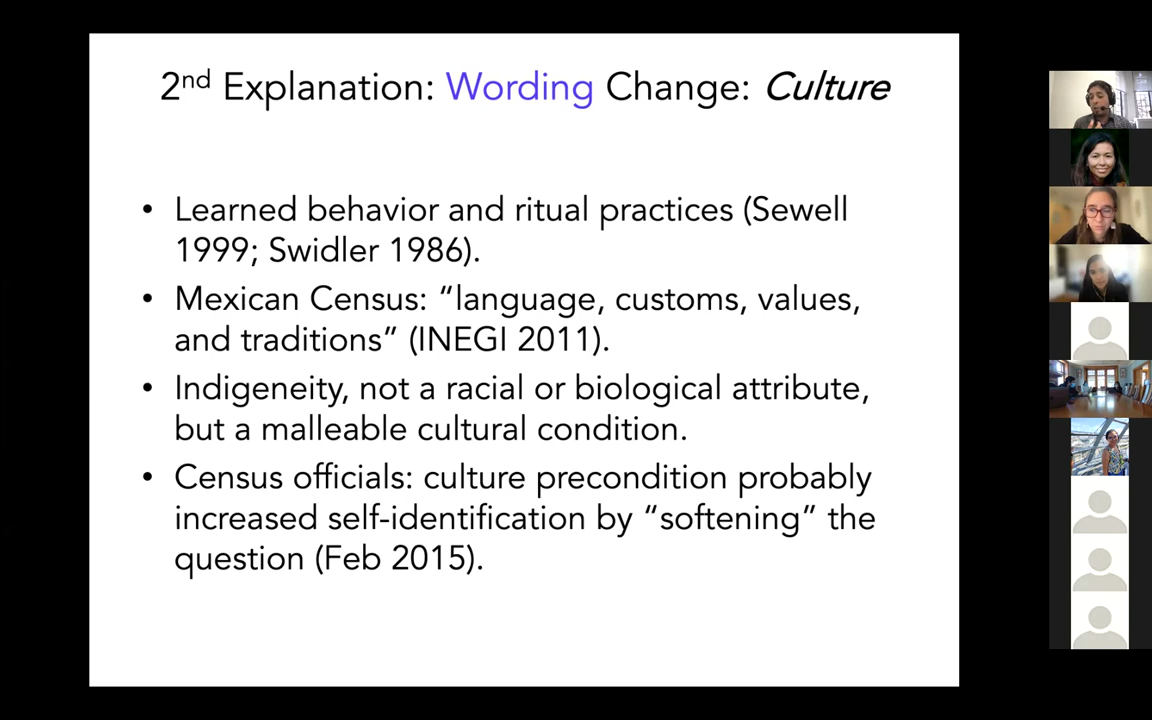 2nd Explanation: Wording Change: Culture
• Learned behavior and ritual practices (Sewell
1999; Swidler 1986).
• Mexican Census: “language, customs, values,
and traditions” (INEGI 2011).
• Indigeneity, not a racial or biological attribute,
but a malleable cultural condition.
• Census officials: culture precondition probably
increased self-identification by “softening” the
question (Feb 2015).